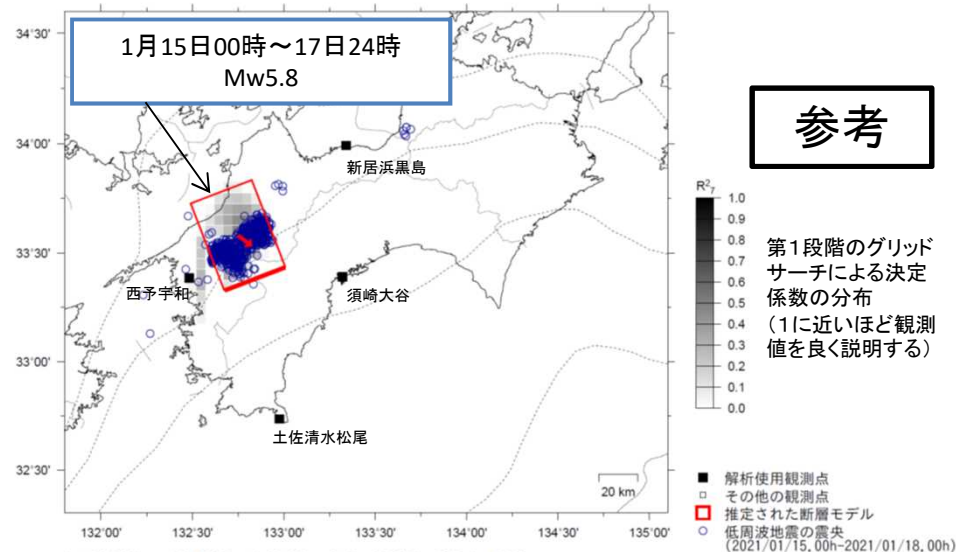 1月15日00時～17日24時
Mw5.8
参考
34°30'
34°00'
33°30'
33°00'
32°30'
132°00'
132°30'
133°00'
133°30'
134°00'
134°30'
135°00'
新居浜黒島
西予宇和
須崎大谷
土佐清水松尾
20 km
R²₇
1.0
0.9
0.8
0.7
0.6
0.5
0.4
0.3
0.2
0.1
0.0
第1段階のグリッド
サーチによる決定
係数の分布
（1に近いほど観測
値を良く説明する）
解析使用観測点
その他の観測点
推定された断層モデル
低周波地震の震央
(2021/01/15.00h-2021/01/18.00h)